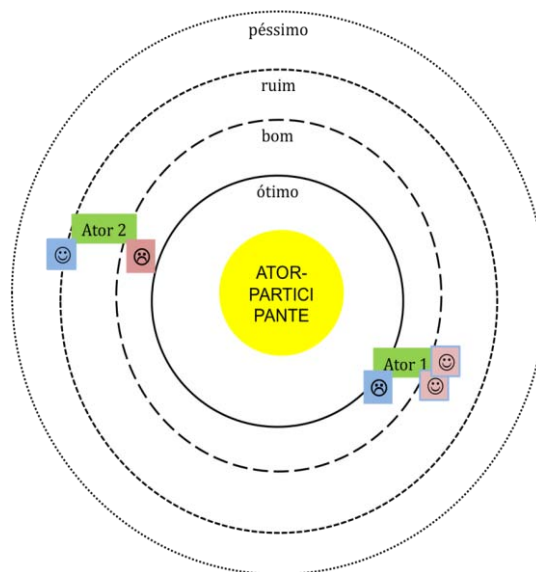 péssimo
ruim
bom
ótimo
Ator 2
ATOR-
PARTICI
PANTE
Ator 1